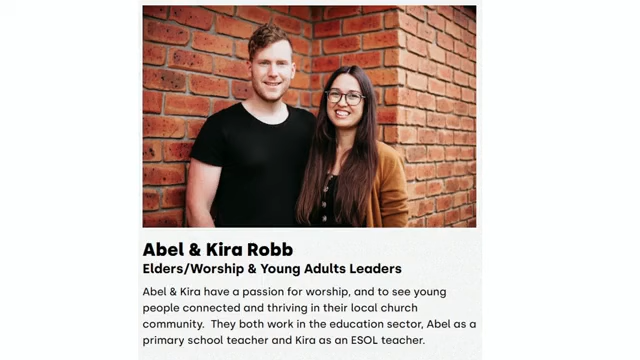 Abel & Kira Robb
Elders/Worship & Young Adults Leaders
Abel & Kira have a passion for worship, and to see young
people connected and thriving in their local church
community.  They both work in the education sector, Abel as a
primary school teacher and Kira as an ESOL teacher.